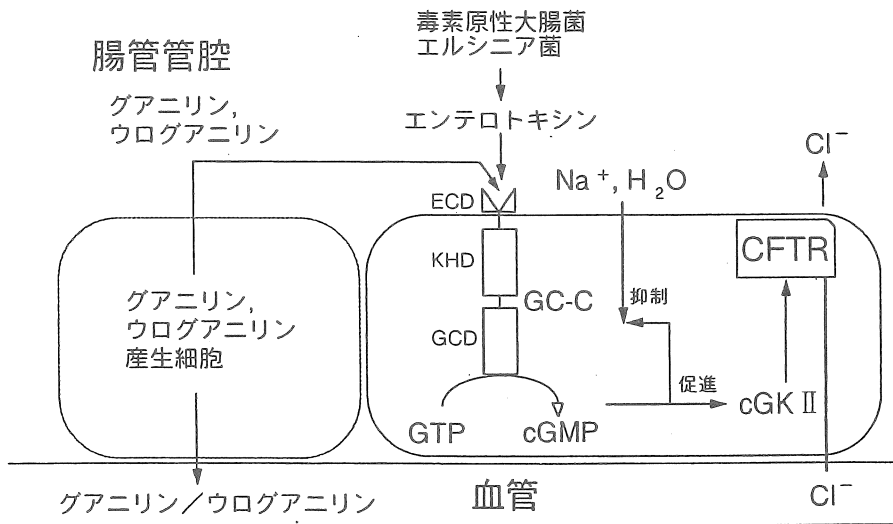 毒素原性大腸菌
エルシニア菌
腸管管腔
グアニリン,
ウログアニリン
エンテロトキシン
Cl⁻
Na⁺, H₂O
ECD
CFTR
KHD
グアニリン,
ウログアニリン
産生細胞
GC-C
抑制
GCD
促進
cGK Ⅱ
GTP
cGMP
グアニリン／ウログアニリン
血管
Cl⁻